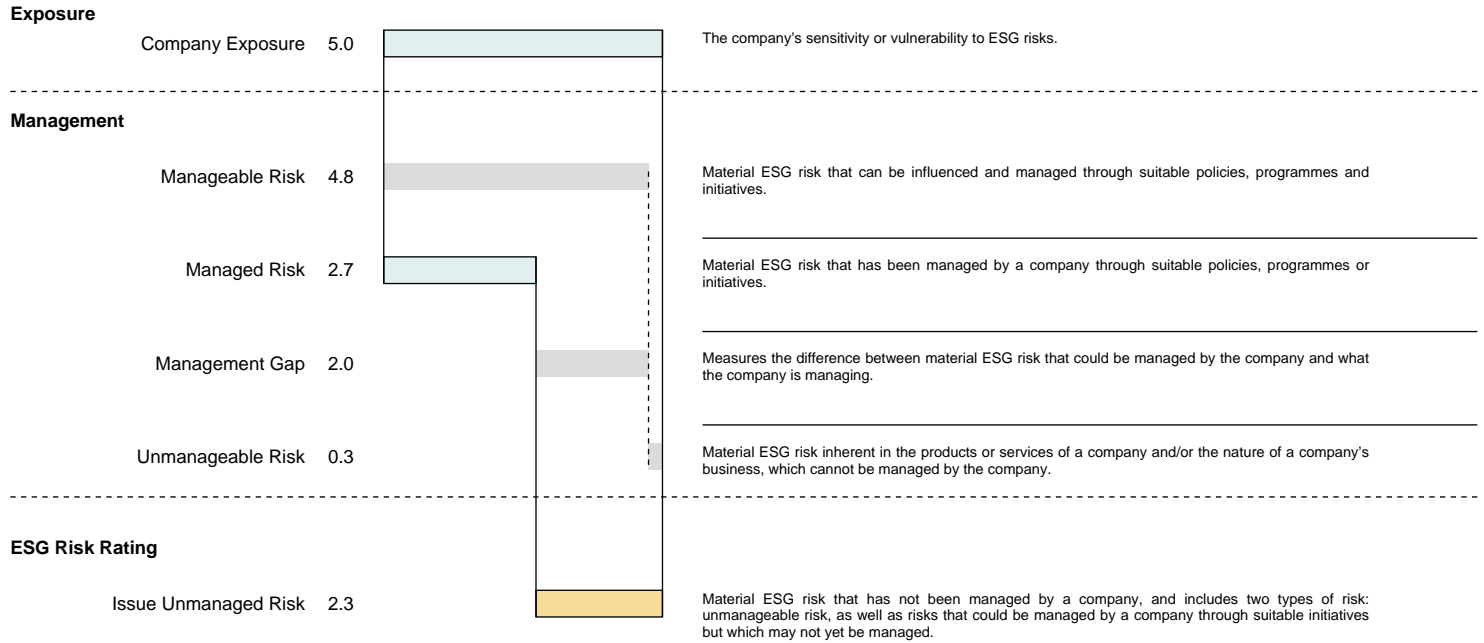 Exposure
Company Exposure 5.0
The company’s sensitivity or vulnerability to ESG risks.
Management
Manageable Risk 4.8
Material ESG risk that can be influenced and managed through suitable policies, programmes and
initiatives.
Managed Risk 2.7
Material ESG risk that has been managed by a company through suitable policies, programmes or
initiatives.
Management Gap 2.0
Measures the difference between material ESG risk that could be managed by the company and what
the company is managing.
Unmanageable Risk 0.3
Material ESG risk inherent in the products or services of a company and/or the nature of a company’s
business, which cannot be managed by the company.
ESG Risk Rating
Issue Unmanaged Risk 2.3
Material ESG risk that has not been managed by a company, and includes two types of risk:
unmanageable risk, as well as risks that could be managed by a company through suitable initiatives
but which may not yet be managed.